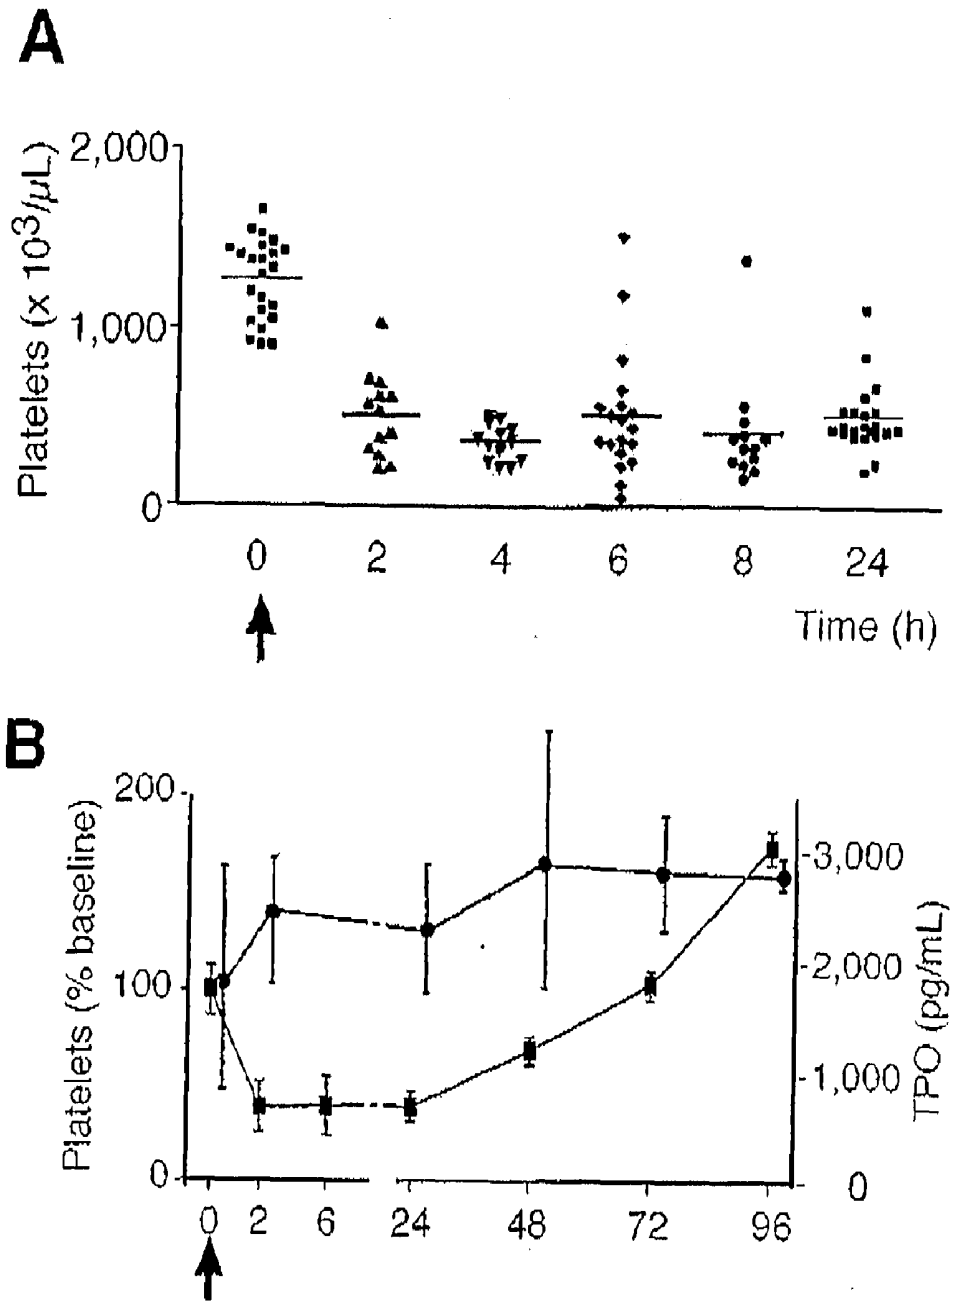 A
Platelets (x 10³/µL)
2,000
1,000
0
0 2 4 6 8 24
Time (h)
B
Platelets (% baseline)
200
100
0
3,000
2,000
1,000
0
TPO (pg/mL)
0 2 6 24 48 72 96